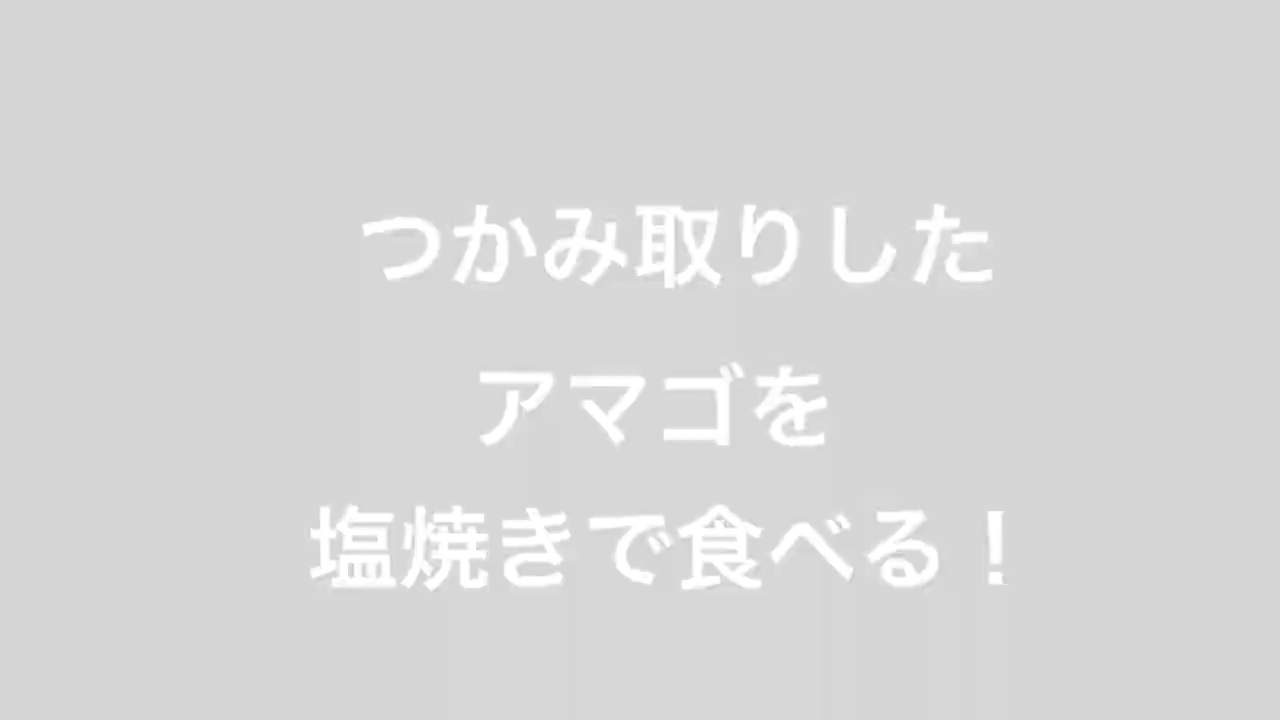 つかみ取りした
アマゴを
塩焼きで食べる！